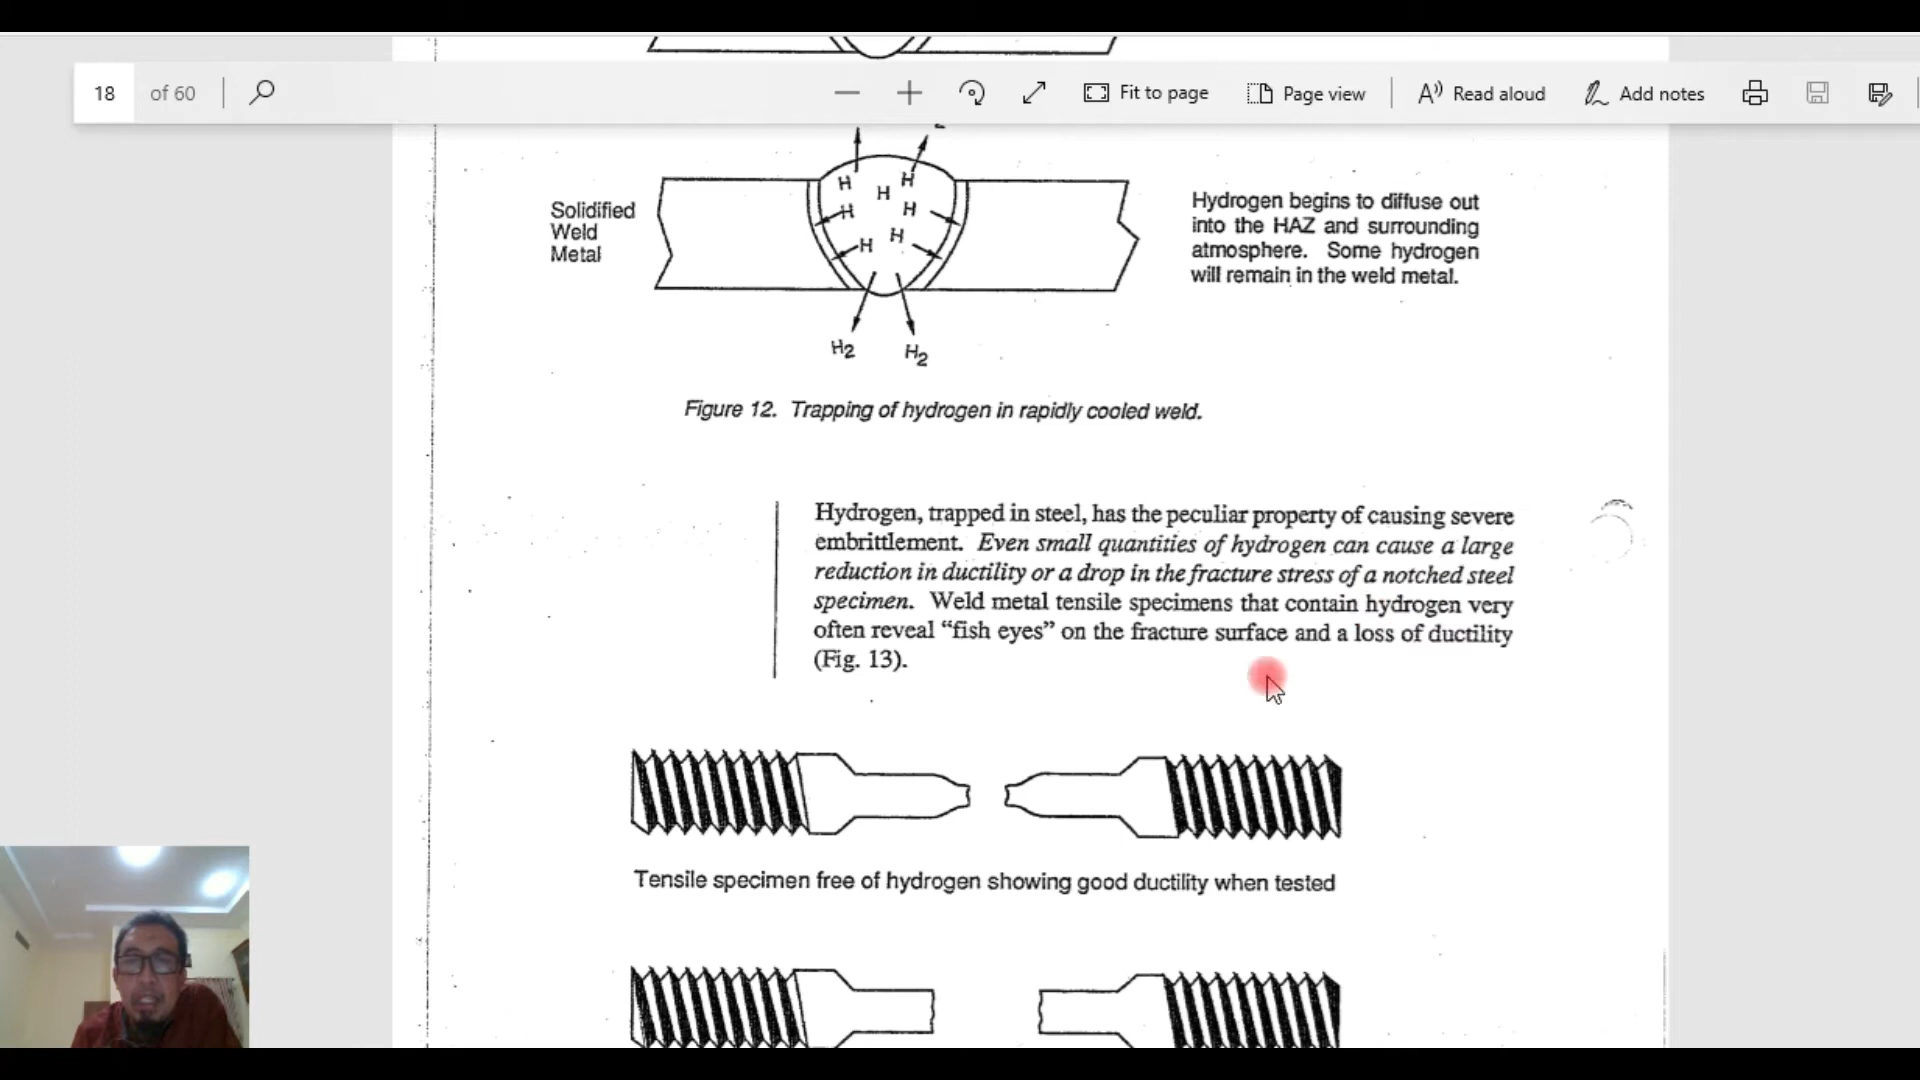 18 of 60 Fit to page Page view Read aloud Add notes
H H H
H H
H H
Solidified
Weld
Metal
H2 H2
Hydrogen begins to diffuse out
into the HAZ and surrounding
atmosphere. Some hydrogen
will remain in the weld metal.
Figure 12. Trapping of hydrogen in rapidly cooled weld.
Hydrogen, trapped in steel, has the peculiar property of causing severe
embrittlement. Even small quantities of hydrogen can cause a large
reduction in ductility or a drop in the fracture stress of a notched steel
specimen. Weld metal tensile specimens that contain hydrogen very
often reveal “fish eyes” on the fracture surface and a loss of ductility
(Fig. 13).
Tensile specimen free of hydrogen showing good ductility when tested